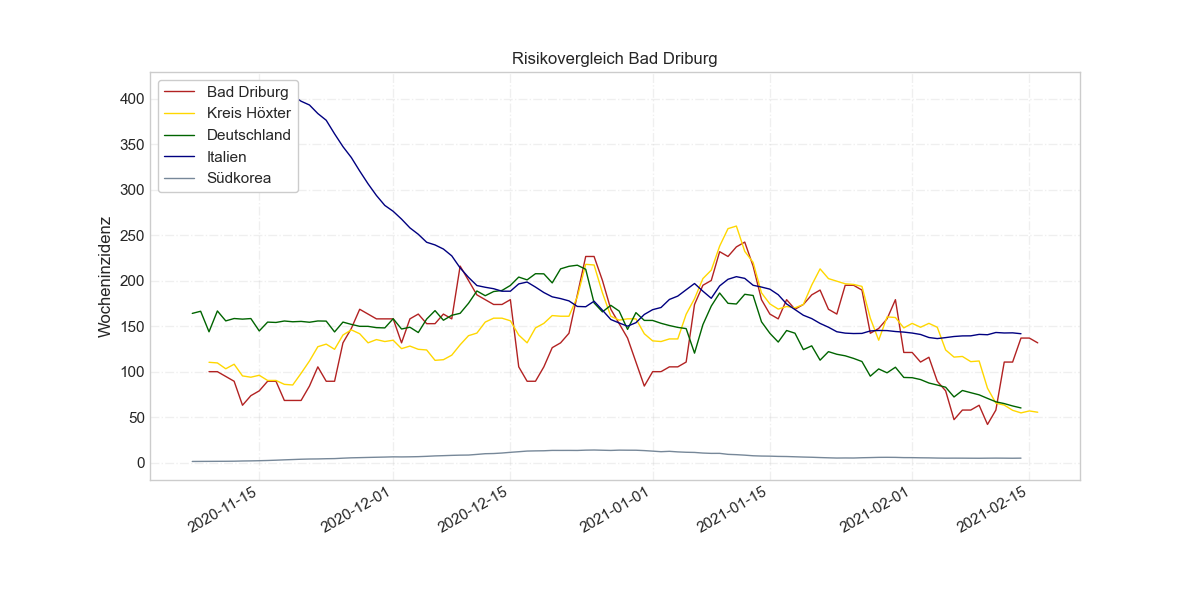 Risikovergleich Bad Driburg
Bad Driburg
Kreis Höxter
Deutschland
Italien
Südkorea
Wocheninzidenz
400
350
300
250
200
150
100
50
0
2020-11-15
2020-12-01
2020-12-15
2021-01-01
2021-01-15
2021-02-01
2021-02-15